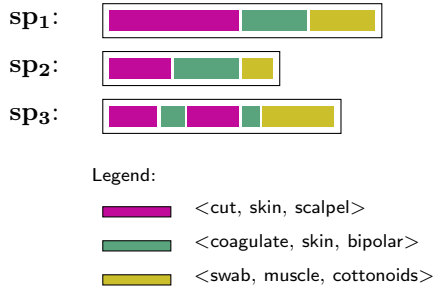 sp₁:
sp₂:
sp₃:
Legend:
<cut, skin, scalpel>
<coagulate, skin, bipolar>
<swab, muscle, cottonoids>